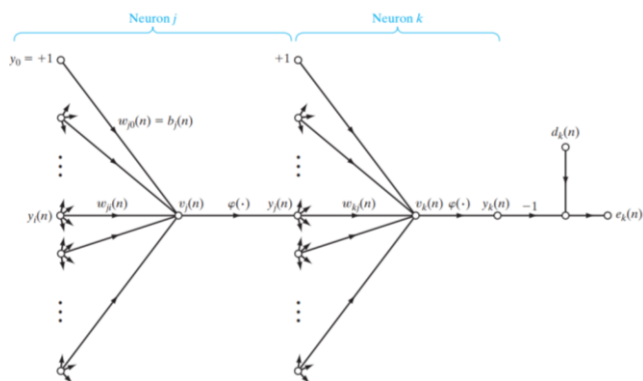 Neuron j Neuron k
y₀ = +1 +1
w_j0(n) = b_j(n)
d_k(n)
y_i(n) w_ji(n) v_j(n) φ(·) y_j(n) w_kj(n) v_k(n) φ(·) y_k(n) −1 e_k(n)